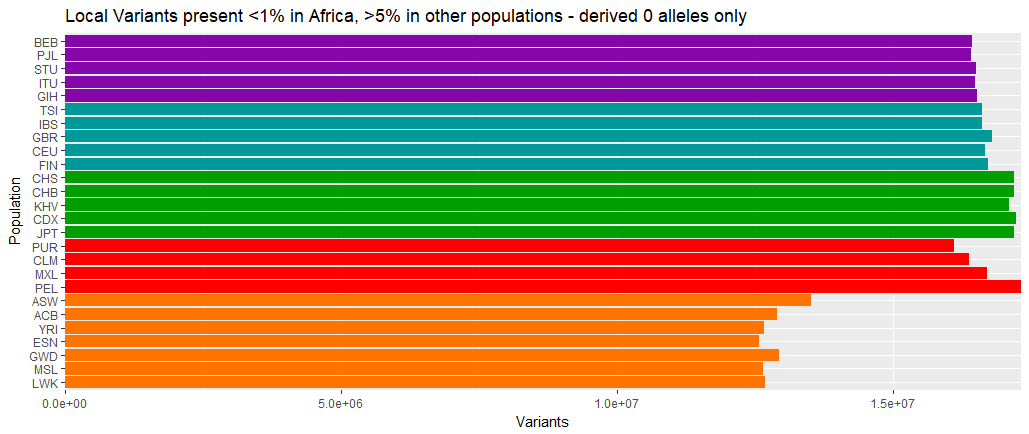 Local Variants present <1% in Africa, >5% in other populations - derived 0 alleles only
Population
BEB
PJL
STU
ITU
GIH
TSI
IBS
GBR
CEU
FIN
CHS
CHB
KHV
CDX
JPT
PUR
CLM
MXL
PEL
ASW
ACB
YRI
ESN
GWD
MSL
LWK
0.0e+00 5.0e+06 1.0e+07 1.5e+07
Variants